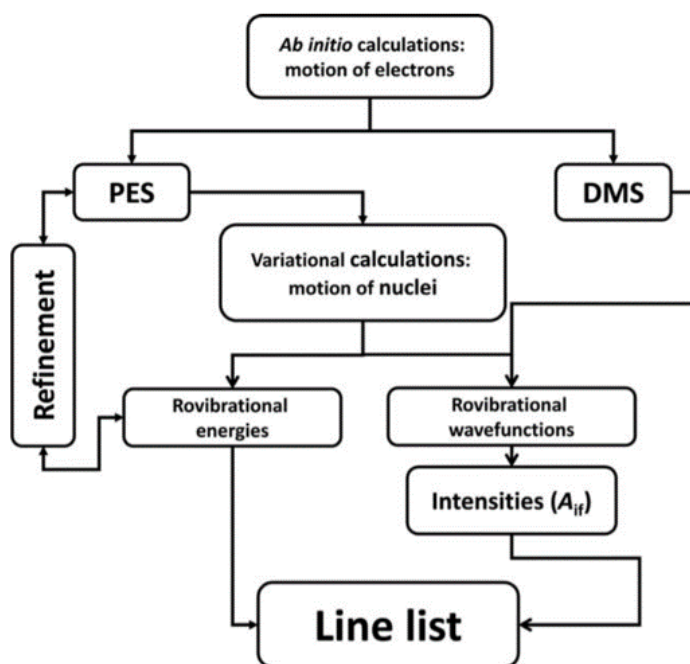 Ab initio calculations:
motion of electrons
PES
DMS
Variational calculations:
motion of nuclei
Refinement
Rovibrational
energies
Rovibrational
wavefunctions
Intensities (Aif)
Line list